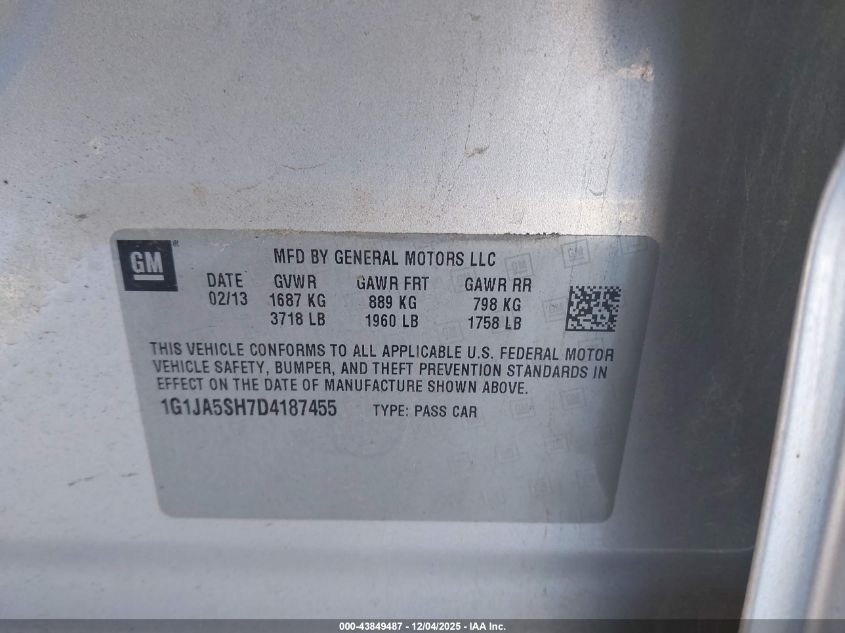 GM ®
MFD BY GENERAL MOTORS LLC
DATE GVWR GAWR FRT GAWR RR
02/13 1687 KG 889 KG 798 KG
3718 LB 1960 LB 1758 LB
THIS VEHICLE CONFORMS TO ALL APPLICABLE U.S. FEDERAL MOTOR
VEHICLE SAFETY, BUMPER, AND THEFT PREVENTION STANDARDS IN
EFFECT ON THE DATE OF MANUFACTURE SHOWN ABOVE.
1G1JA5SH7D4187455 TYPE: PASS CAR
000-43849487 - 12/04/2025 - IAA Inc.